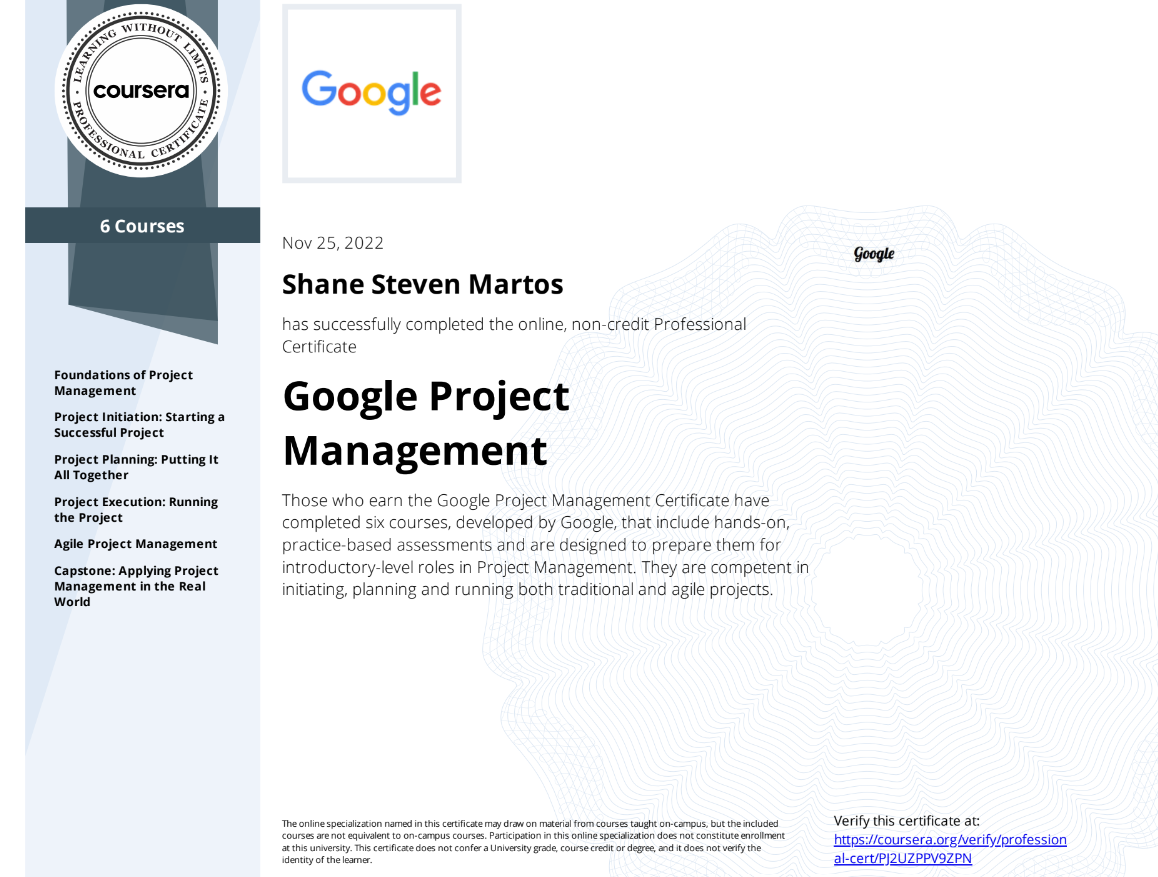 LEARNING WITHOUT LIMITS
coursera
PROFESSIONAL CERTIFICATE
6 Courses
Foundations of Project
Management
Project Initiation: Starting a
Successful Project
Project Planning: Putting It
All Together
Project Execution: Running
the Project
Agile Project Management
Capstone: Applying Project
Management in the Real
World
Google
Nov 25, 2022
Shane Steven Martos
has successfully completed the online, non-credit Professional
Certificate
Google Project
Management
Those who earn the Google Project Management Certificate have
completed six courses, developed by Google, that include hands-on,
practice-based assessments and are designed to prepare them for
introductory-level roles in Project Management. They are competent in
initiating, planning and running both traditional and agile projects.
Google
The online specialization named in this certificate may draw on material from courses taught on-campus, but the included
courses are not equivalent to on-campus courses. Participation in this online specialization does not constitute enrollment
at this university. This certificate does not confer a University grade, course credit or degree, and it does not verify the
identity of the learner.
Verify this certificate at:
https://coursera.org/verify/profession
al-cert/PJ2UZPPV9ZPN